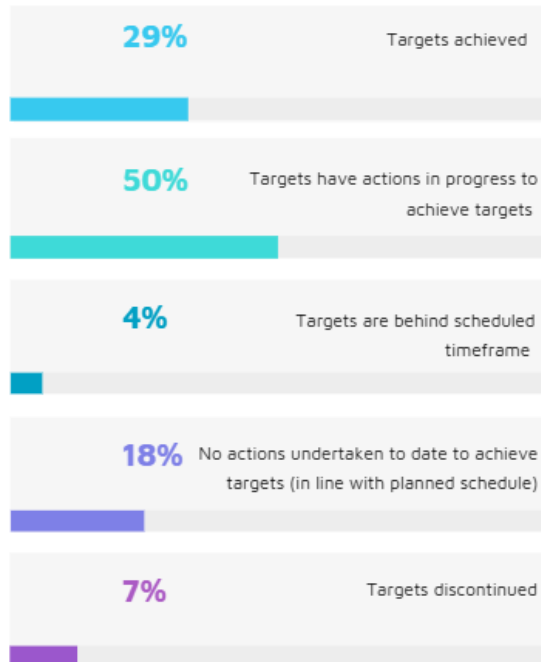 29% Targets achieved
50% Targets have actions in progress to
achieve targets
4% Targets are behind scheduled
timeframe
18% No actions undertaken to date to achieve
targets (in line with planned schedule)
7% Targets discontinued